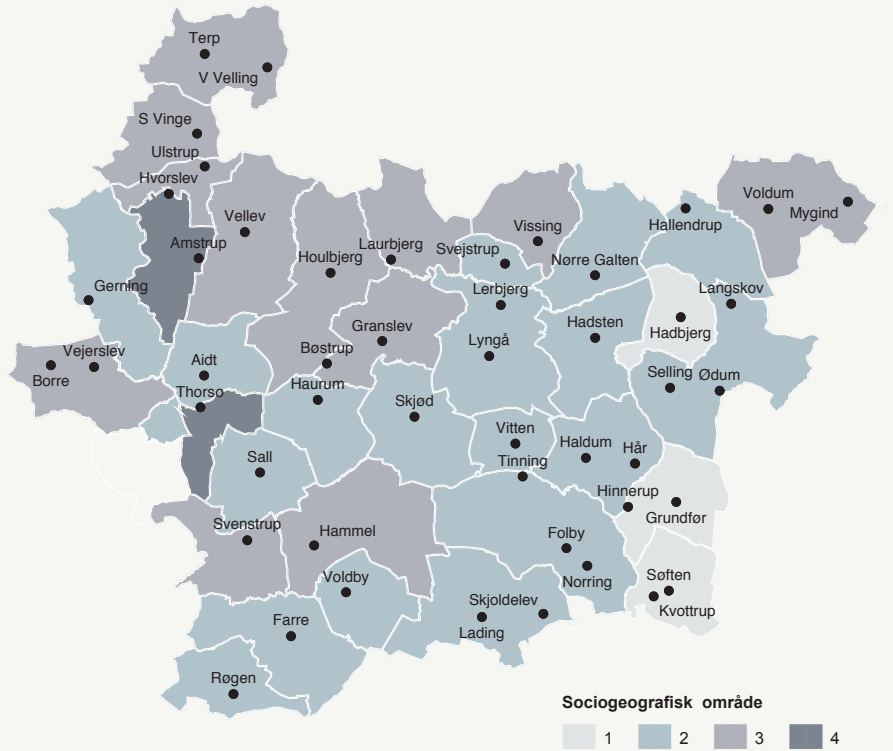 Terp
V Velling
S Vinge
Ulstrup
Hvorslev
Voldum
Mygind
Vellev
Vissing
Hallendrup
Amstrup
Houlbjerg
Laurbjerg
Svejstrup
Nørre Galten
Gerning
Lerbjerg
Langskov
Granslev
Hadsten
Hadbjerg
Vejerslev
Borre
Aidt
Bøstrup
Lyngå
Thorsø
Haurum
Selling
Ødum
Skjød
Vitten
Haldum
Hår
Sall
Tinning
Hinnerup
Grundfør
Svenstrup
Hammel
Folby
Norring
Voldby
Søften
Kvottrup
Skjoldelev
Lading
Farre
Røgen
Sociogeografisk område
1 2 3 4